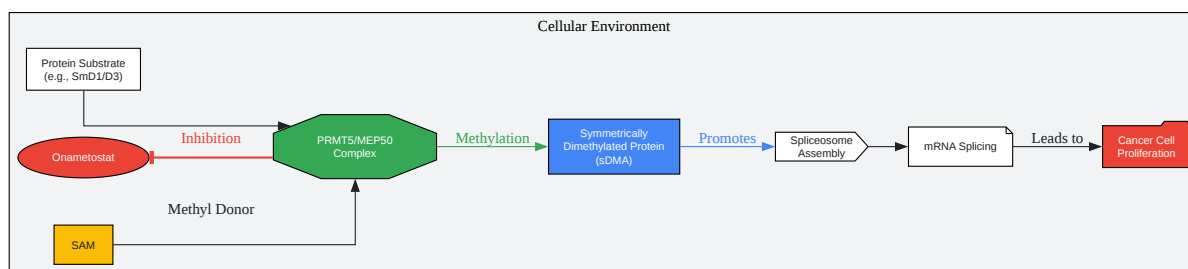 Cellular Environment
Protein Substrate
(e.g., SmD1/D3)
Inhibition
Onametostat
PRMT5/MEP50
Complex
Methylation
Symmetrically
Dimethylated Protein
(sDMA)
Promotes
Spliceosome
Assembly
mRNA Splicing
Leads to
Cancer Cell
Proliferation
Methyl Donor
SAM